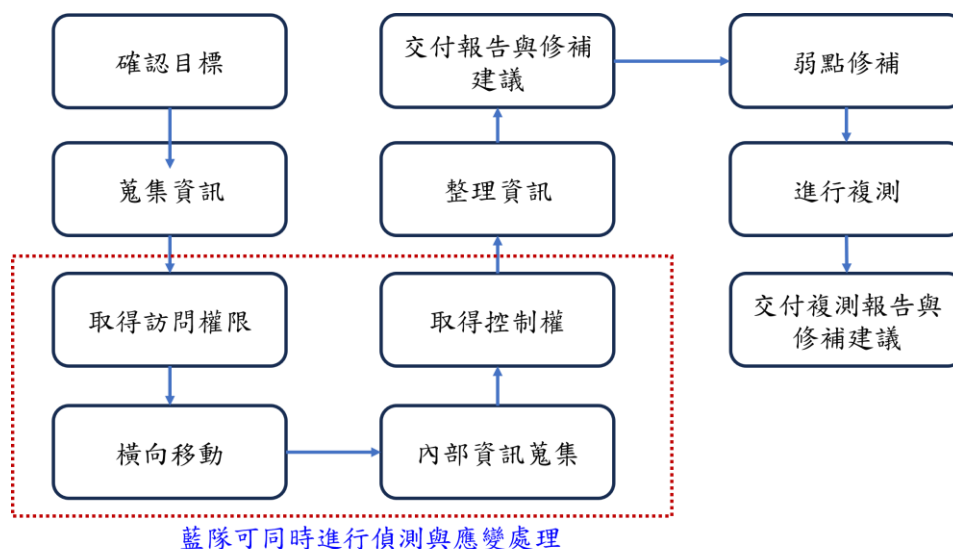 確認目標
蒐集資訊
取得訪問權限
橫向移動
內部資訊蒐集
取得控制權
整理資訊
交付報告與修補
建議
弱點修補
進行複測
交付複測報告與
修補建議
藍隊可同時進行偵測與應變處理